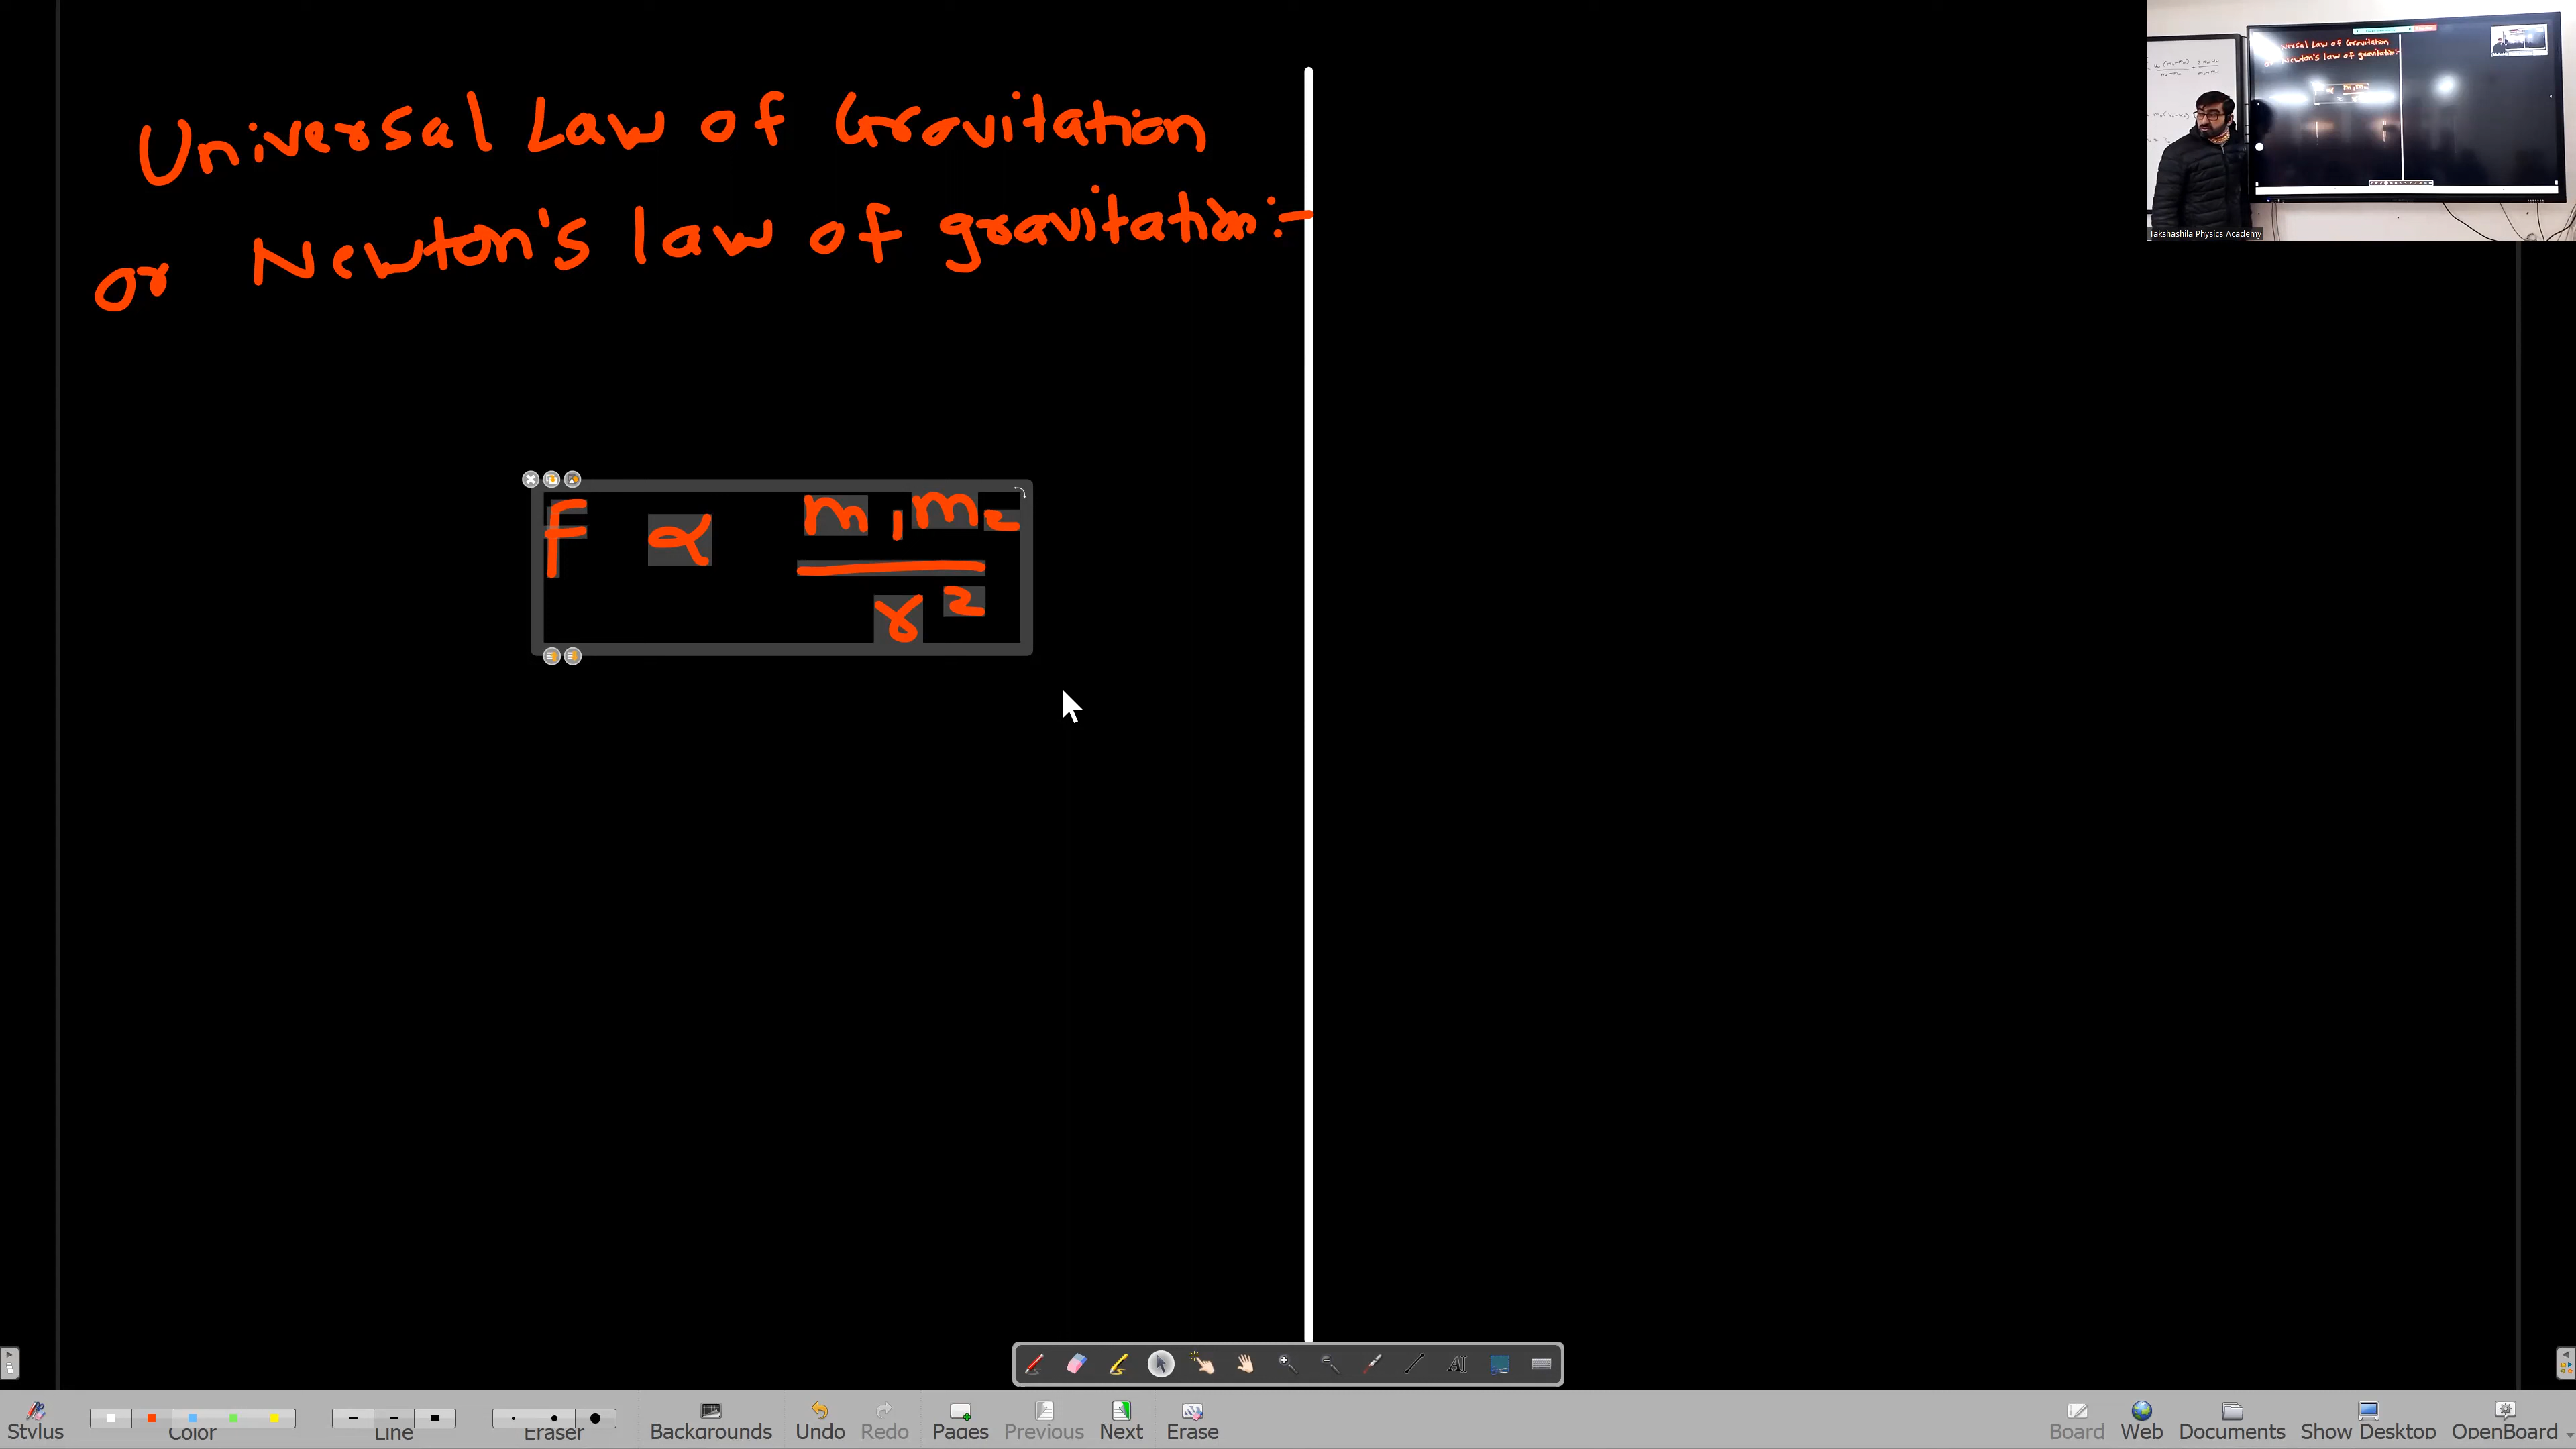 Universal Law of Gravitation
or Newton's law of gravitation:-
F α m₁m₂
r²
Takshashila Physics Academy
Stylus Color Line Eraser Backgrounds Undo Redo Pages Previous Next Erase Board Web Documents Show Desktop OpenBoard